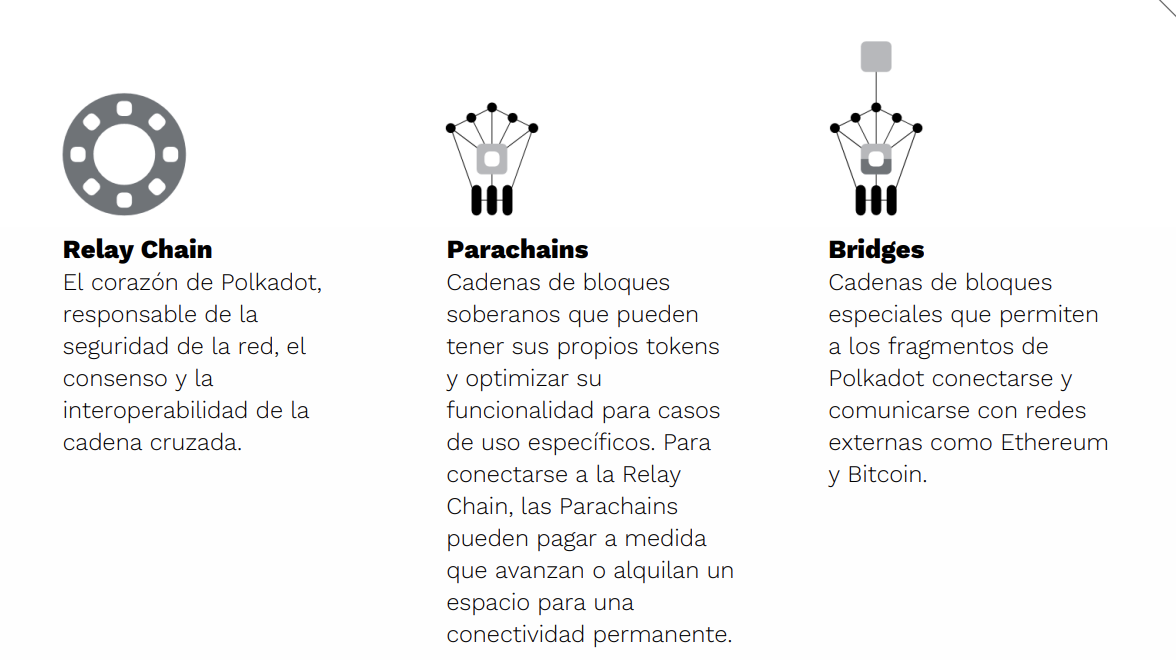 Relay Chain
El corazón de Polkadot,
responsable de la
seguridad de la red, el
consenso y la
interoperabilidad de la
cadena cruzada.
Parachains
Cadenas de bloques
soberanos que pueden
tener sus propios tokens
y optimizar su
funcionalidad para casos
de uso específicos. Para
conectarse a la Relay
Chain, las Parachains
pueden pagar a medida
que avanzan o alquilan un
espacio para una
conectividad permanente.
Bridges
Cadenas de bloques
especiales que permiten
a los fragmentos de
Polkadot conectarse y
comunicarse con redes
externas como Ethereum
y Bitcoin.